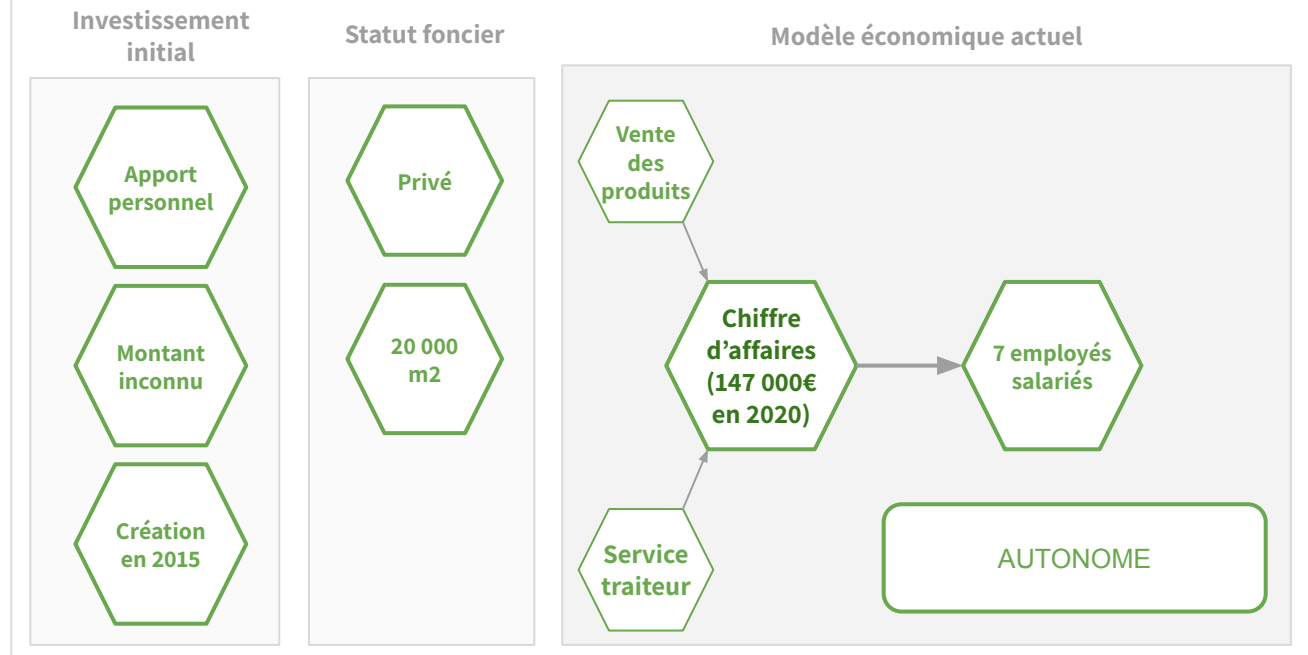 Investissement
initial
Apport
personnel
Montant
inconnu
Création
en 2015
Statut foncier
Privé
20 000
m2
Modèle économique actuel
Vente
des
produits
Chiffre
d’affaires
(147 000€
en 2020)
7 employés
salariés
Service
traiteur
AUTONOME